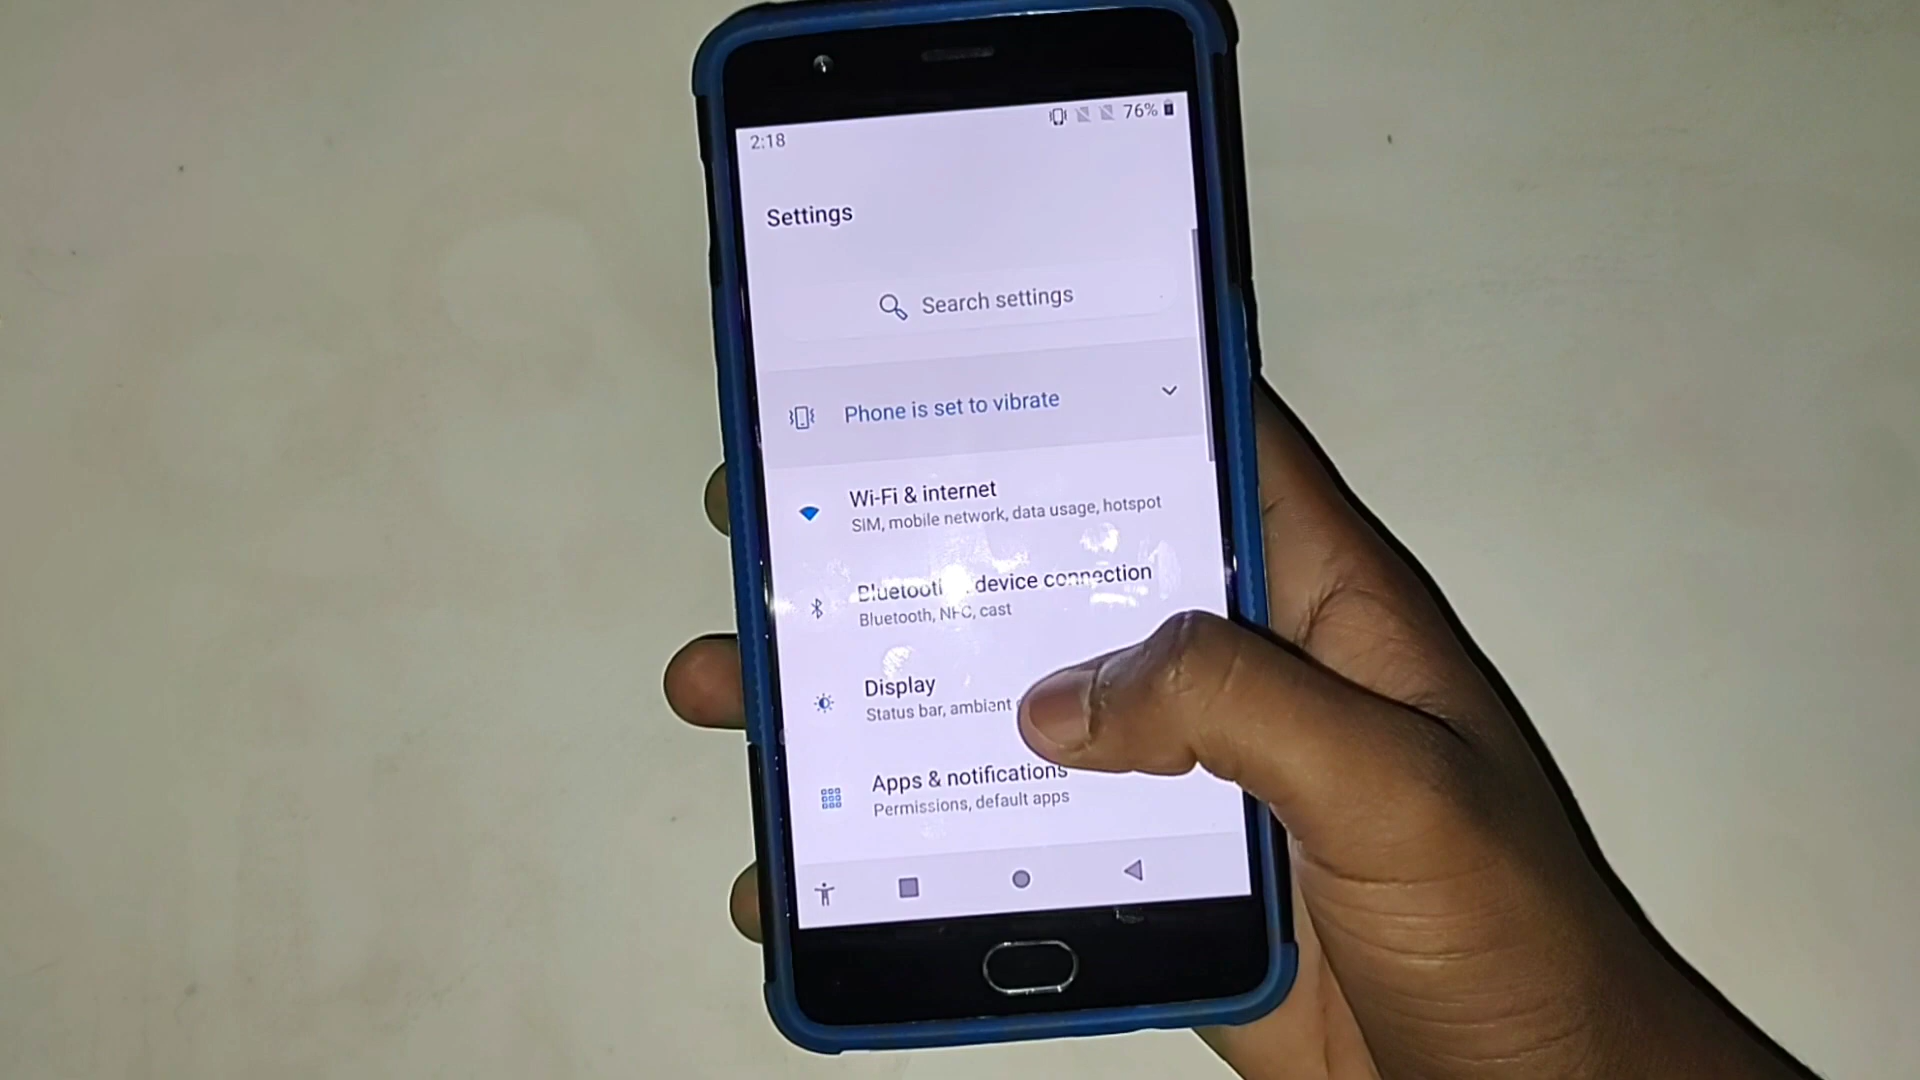 2:18
76%
Settings
Search settings
Phone is set to vibrate
Wi-Fi & internet
SIM, mobile network, data usage, hotspot
Bluetooth device connection
Bluetooth, NFC, cast
Display
Status bar, ambient
Apps & notifications
Permissions, default apps